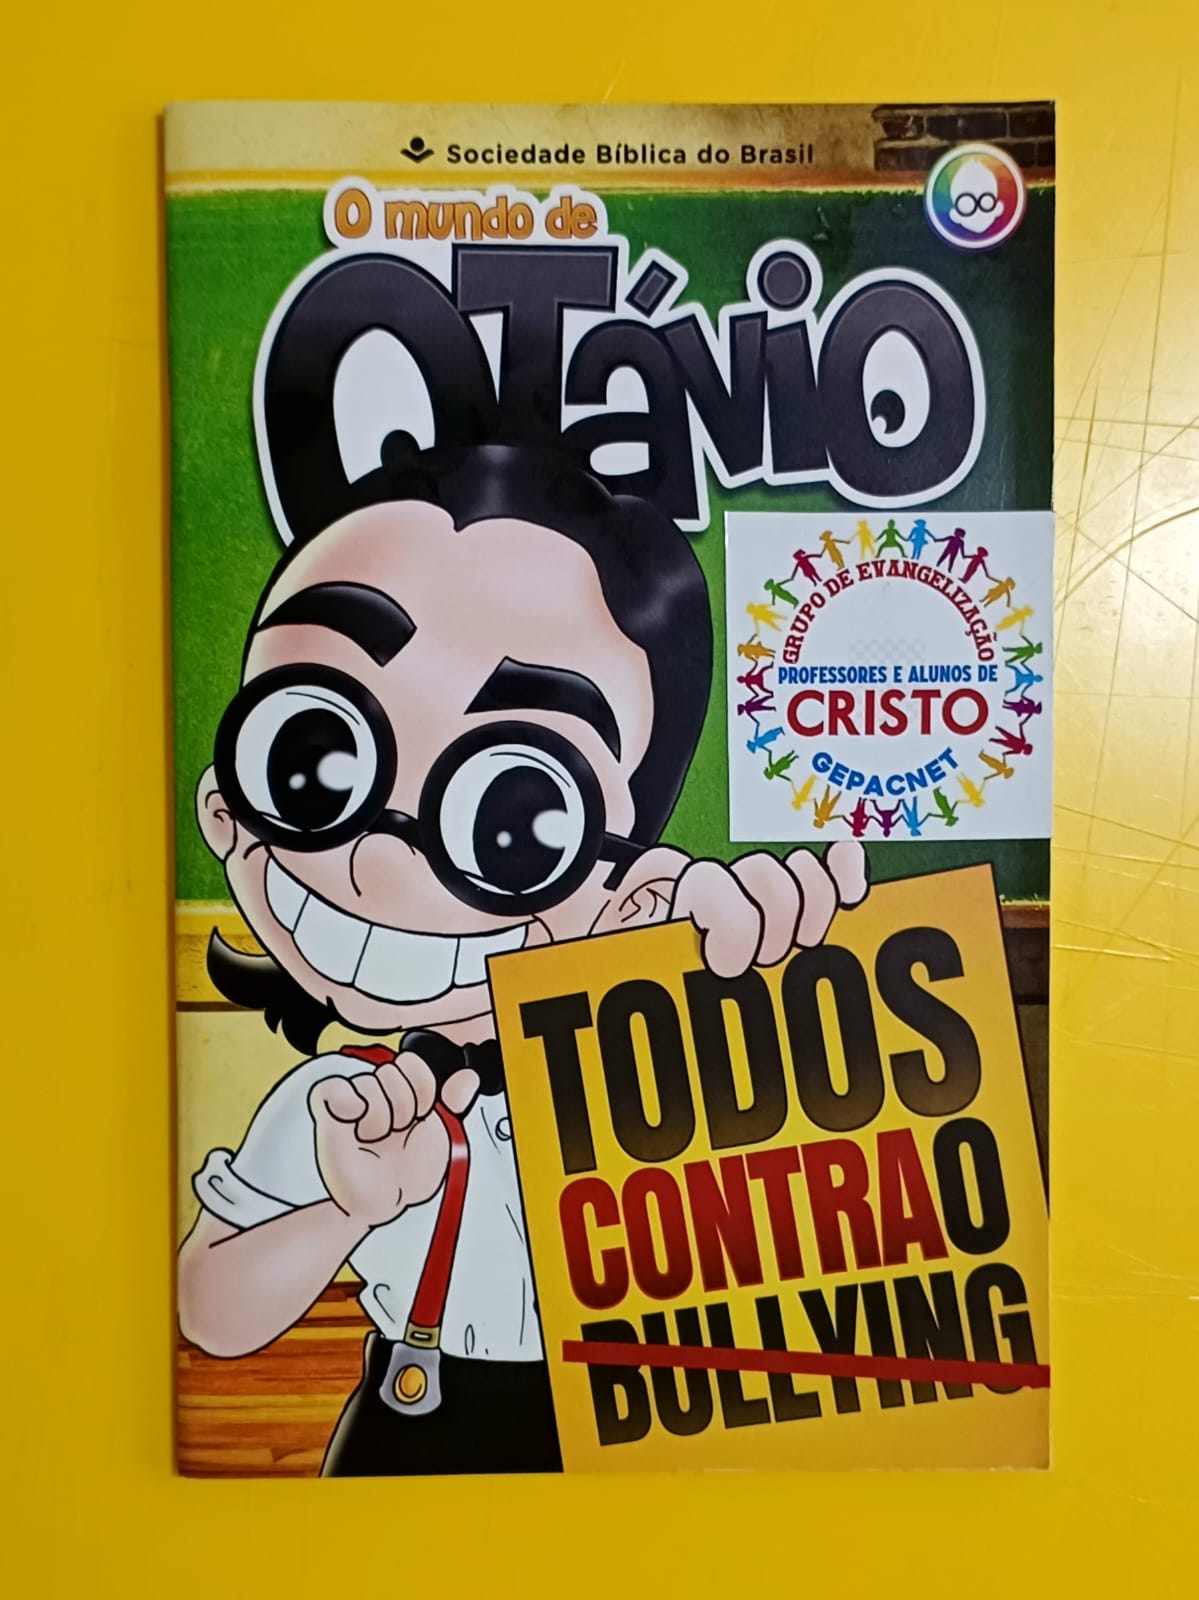 Sociedade Bíblica do Brasil
O mundo de
OTávio
GRUPO DE EVANGELIZAÇÃO
PROFESSORES E ALUNOS DE
CRISTO
GEPACNET
TODOS
CONTRA O
BULLYING